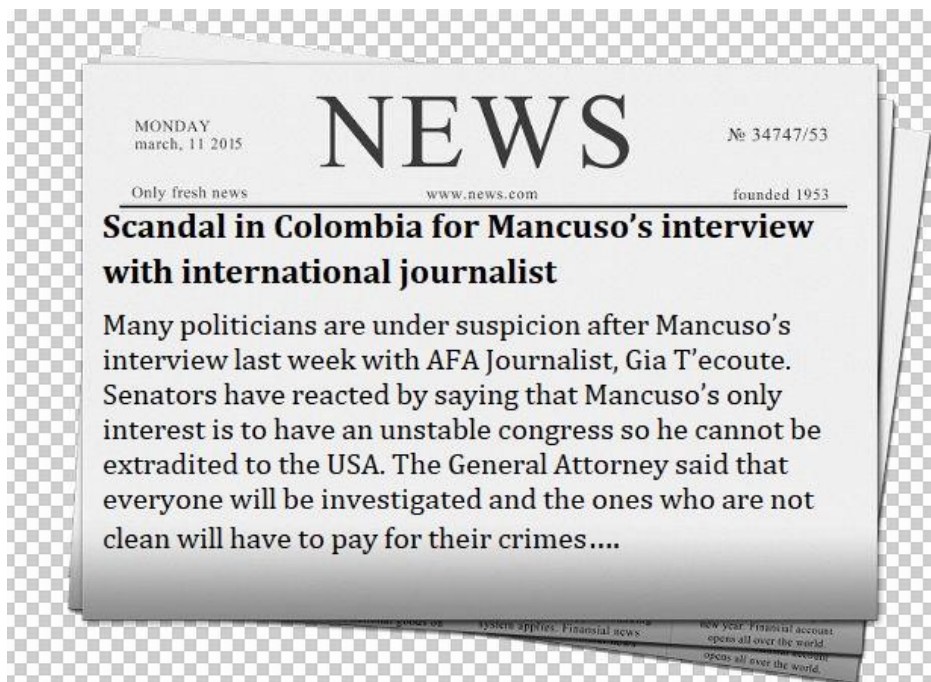 MONDAY
march, 11 2015
NEWS
№ 34747/53
Only fresh news
www.news.com
founded 1953
Scandal in Colombia for Mancuso’s interview
with international journalist
Many politicians are under suspicion after Mancuso’s
interview last week with AFA Journalist, Gia T’ecoute.
Senators have reacted by saying that Mancuso’s only
interest is to have an unstable congress so he cannot be
extradited to the USA. The General Attorney said that
everyone will be investigated and the ones who are not
clean will have to pay for their crimes....
system applies. Finansial news
new year. Financial account
opens all over the world.
account
opens all over the world.